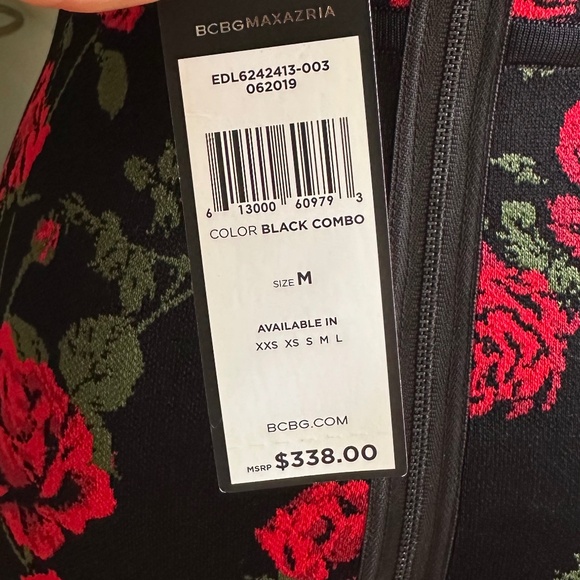 BCBGMAXAZRIA
EDL6242413-003
062019
6 13000 60979 3
COLOR BLACK COMBO
SIZE M
AVAILABLE IN
XXS XS S M L
BCBG.COM
MSRP $338.00